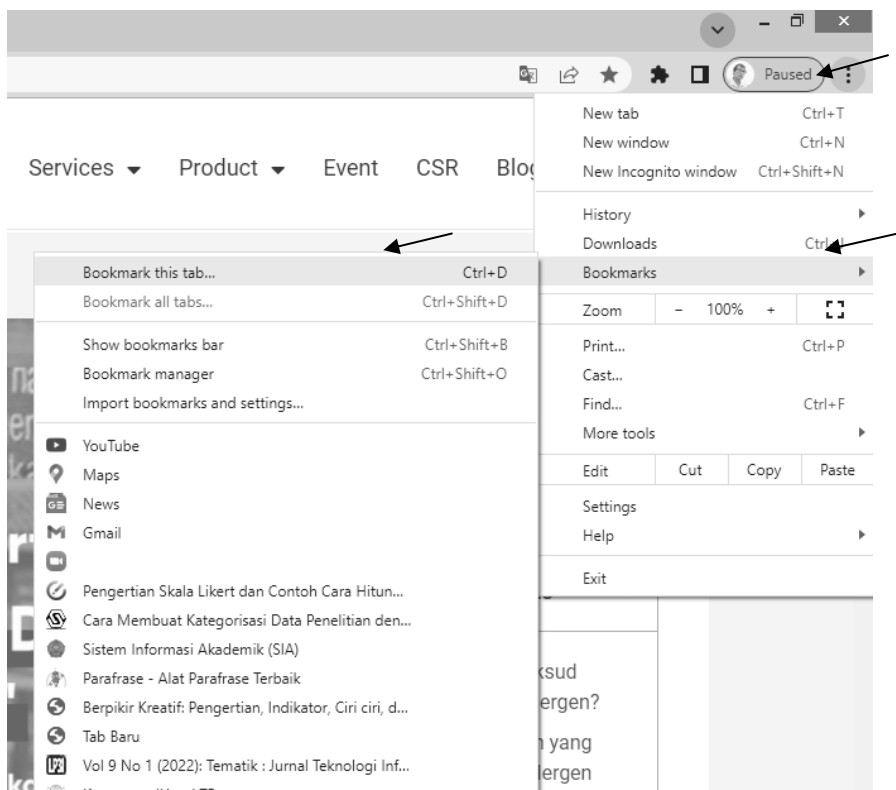 Paused
Services Product Event CSR Blog
New tab Ctrl+T
New window Ctrl+N
New Incognito window Ctrl+Shift+N
History
Downloads
Bookmarks
Zoom - 100% +
Print... Ctrl+P
Cast...
Find... Ctrl+F
More tools
Edit Cut Copy Paste
Settings
Help
Exit
Bookmark this tab... Ctrl+D
Bookmark all tabs... Ctrl+Shift+D
Show bookmarks bar Ctrl+Shift+B
Bookmark manager Ctrl+Shift+O
Import bookmarks and settings...
YouTube
Maps
News
Gmail
Pengertian Skala Likert dan Contoh Cara Hitun...
Cara Membuat Kategorisasi Data Penelitian den...
Sistem Informasi Akademik (SIA)
Parafrase - Alat Parafrase Terbaik
Berpikir Kreatif: Pengertian, Indikator, Ciri ciri, d...
Tab Baru
Vol 9 No 1 (2022): Tematik : Jurnal Teknologi Inf...
ksud
ergen?
yang
lergen